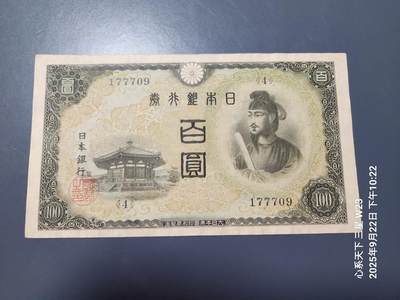 百
百
177709
{4}
日本銀行券
百圓
日本銀行
{4}
177709
100
100
心系天下 三星 W23
2025年9月22日 下午10:22